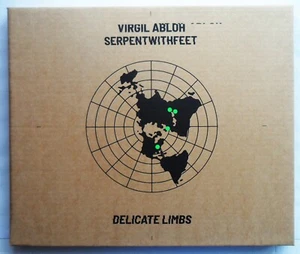 VIRGIL ABLOH
SERPENTWITHFEET
DELICATE LIMBS